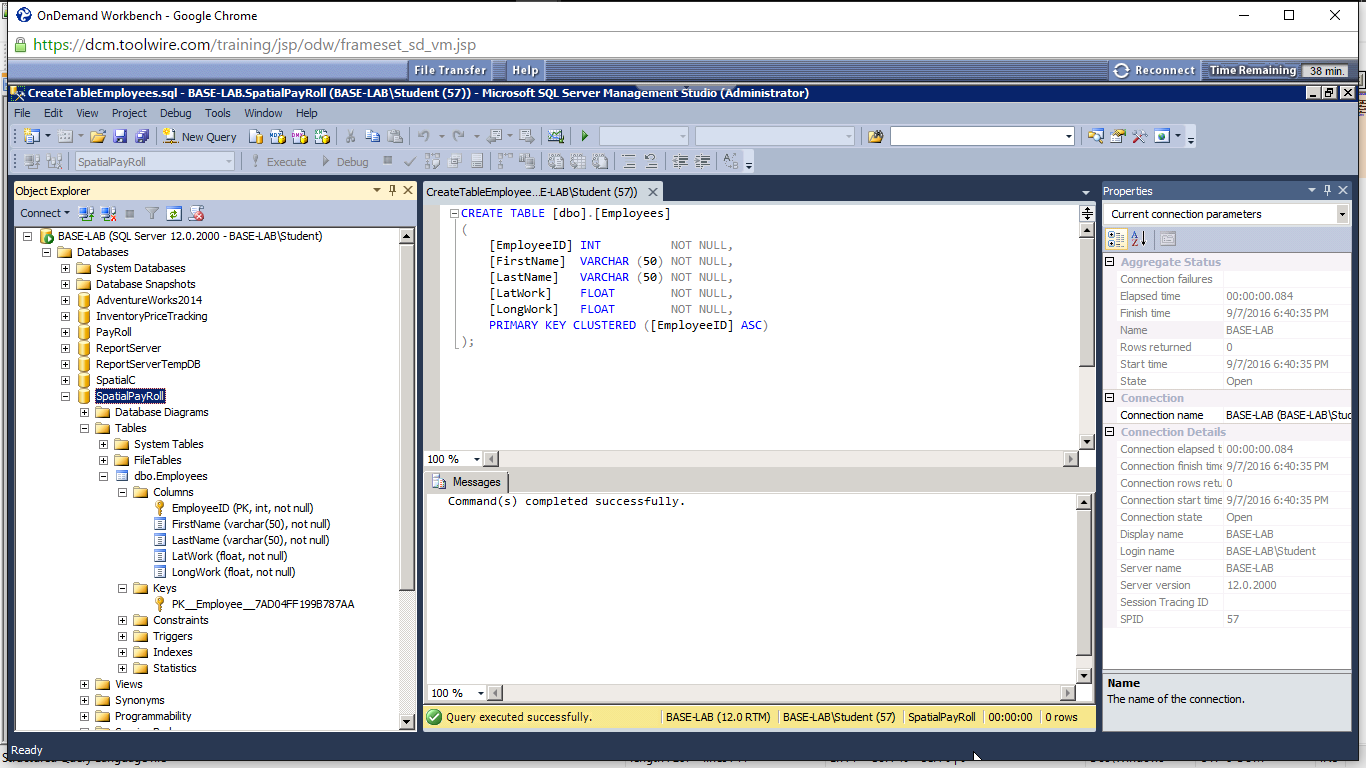 OnDemand Workbench - Google Chrome
https://dcm.toolwire.com/training/jsp/odw/frameset_sd_vm.jsp
File Transfer Help Reconnect Time Remaining 38 min.
CreateTableEmployees.sql - BASE-LAB.SpatialPayRoll (BASE-LAB\Student (57)) - Microsoft SQL Server Management Studio (Administrator)
File Edit View Project Debug Tools Window Help
New Query
SpatialPayRoll Execute Debug
Object Explorer
Connect
BASE-LAB (SQL Server 12.0.2000 - BASE-LAB\Student)
Databases
System Databases
Database Snapshots
AdventureWorks2014
InventoryPriceTracking
PayRoll
ReportServer
ReportServerTempDB
SpatialC
SpatialPayRoll
Database Diagrams
Tables
System Tables
FileTables
dbo.Employees
Columns
EmployeeID (PK, int, not null)
FirstName (varchar(50), not null)
LastName (varchar(50), not null)
LatWork (float, not null)
LongWork (float, not null)
Keys
PK__Employee__7AD04FF199B787AA
Constraints
Triggers
Indexes
Statistics
Views
Synonyms
Programmability
CreateTableEmployee...E-LAB\Student (57))
CREATE TABLE [dbo].[Employees]
(
[EmployeeID] INT NOT NULL,
[FirstName] VARCHAR (50) NOT NULL,
[LastName] VARCHAR (50) NOT NULL,
[LatWork] FLOAT NOT NULL,
[LongWork] FLOAT NOT NULL,
PRIMARY KEY CLUSTERED ([EmployeeID] ASC)
);
100 %
Messages
Command(s) completed successfully.
100 %
Query executed successfully. BASE-LAB (12.0 RTM) BASE-LAB\Student (57) SpatialPayRoll 00:00:00 0 rows
Properties
Current connection parameters
Aggregate Status
Connection failures
Elapsed time 00:00:00.084
Finish time 9/7/2016 6:40:35 PM
Name BASE-LAB
Rows returned 0
Start time 9/7/2016 6:40:35 PM
State Open
Connection
Connection name BASE-LAB (BASE-LAB\Stuc
Connection Details
Connection elapsed t 00:00:00.084
Connection finish time 9/7/2016 6:40:35 PM
Connection rows retu 0
Connection start time 9/7/2016 6:40:35 PM
Connection state Open
Display name BASE-LAB
Login name BASE-LAB\Student
Server name BASE-LAB
Server version 12.0.2000
Session Tracing ID
SPID 57
Name
The name of the connection.
Ready